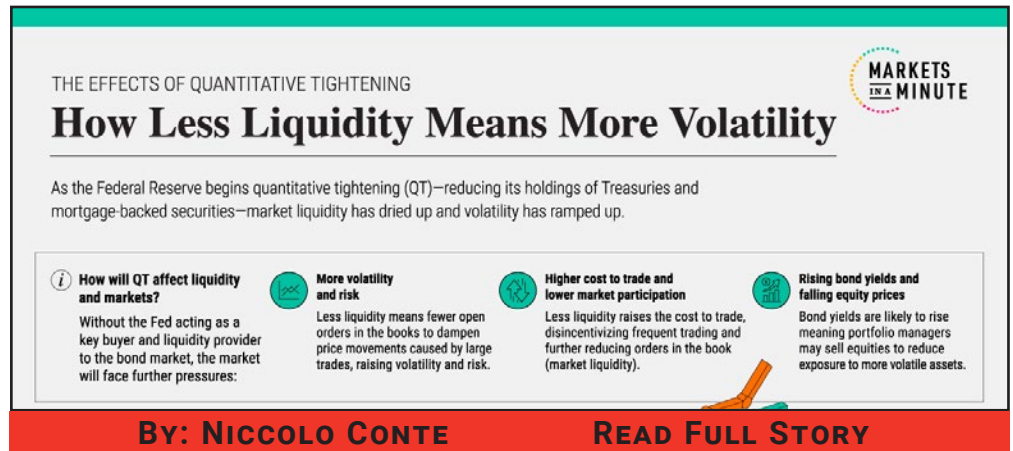 MARKETS
IN A MINUTE
THE EFFECTS OF QUANTITATIVE TIGHTENING
How Less Liquidity Means More Volatility
As the Federal Reserve begins quantitative tightening (QT)—reducing its holdings of Treasuries and
mortgage-backed securities—market liquidity has dried up and volatility has ramped up.
i How will QT affect liquidity
and markets?
Without the Fed acting as a
key buyer and liquidity provider
to the bond market, the market
will face further pressures:
More volatility
and risk
Less liquidity means fewer open
orders in the books to dampen
price movements caused by large
trades, raising volatility and risk.
Higher cost to trade and
lower market participation
Less liquidity raises the cost to trade,
disincentivizing frequent trading and
further reducing orders in the book
(market liquidity).
Rising bond yields and
falling equity prices
Bond yields are likely to rise
meaning portfolio managers
may sell equities to reduce
exposure to more volatile assets.
By: Niccolo Conte Read Full Story